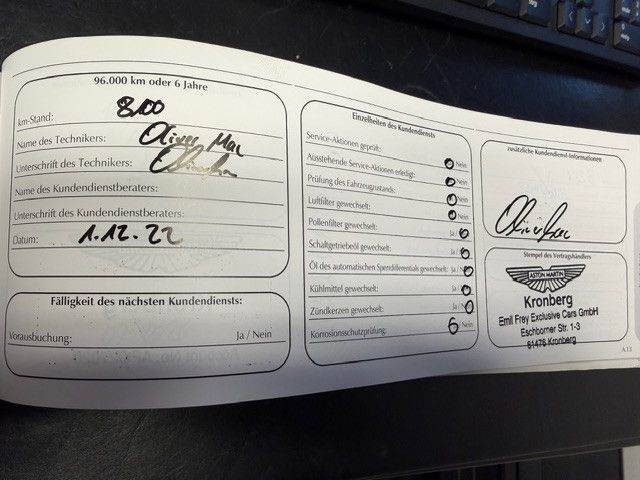 96.000 km oder 6 Jahre
km-Stand: 8100
Name des Technikers: Oliver Mac
Unterschrift des Technikers:
Name des Kundendienstberaters:
Unterschrift des Kundendienstberaters:
Datum: 1.12.22
Fälligkeit des nächsten Kundendiensts:
Vorausbuchung: Ja / Nein
Einzelheiten des Kundendiensts
Service-Aktionen geprüft:
Ausstehende Service-Aktionen erledigt: Nein
Prüfung des Fahrzeugzustands: Nein
Luftfilter gewechselt: Nein
Pollenfilter gewechselt: Nein
Schaltgetriebeöl gewechselt: Ja /
Öl des automatischen Sperrdifferentials gewechselt: Ja /
Kühlmittel gewechselt: Ja /
Zündkerzen gewechselt: Ja /
Korrosionsschutzprüfung: Nein
zusätzliche Kundendienst-Informationen
Stempel des Vertragshändlers
ASTON MARTIN
Kronberg
Emil Frey Exclusive Cars GmbH
Eschborner Str. 1-3
61476 Kronberg
A.13